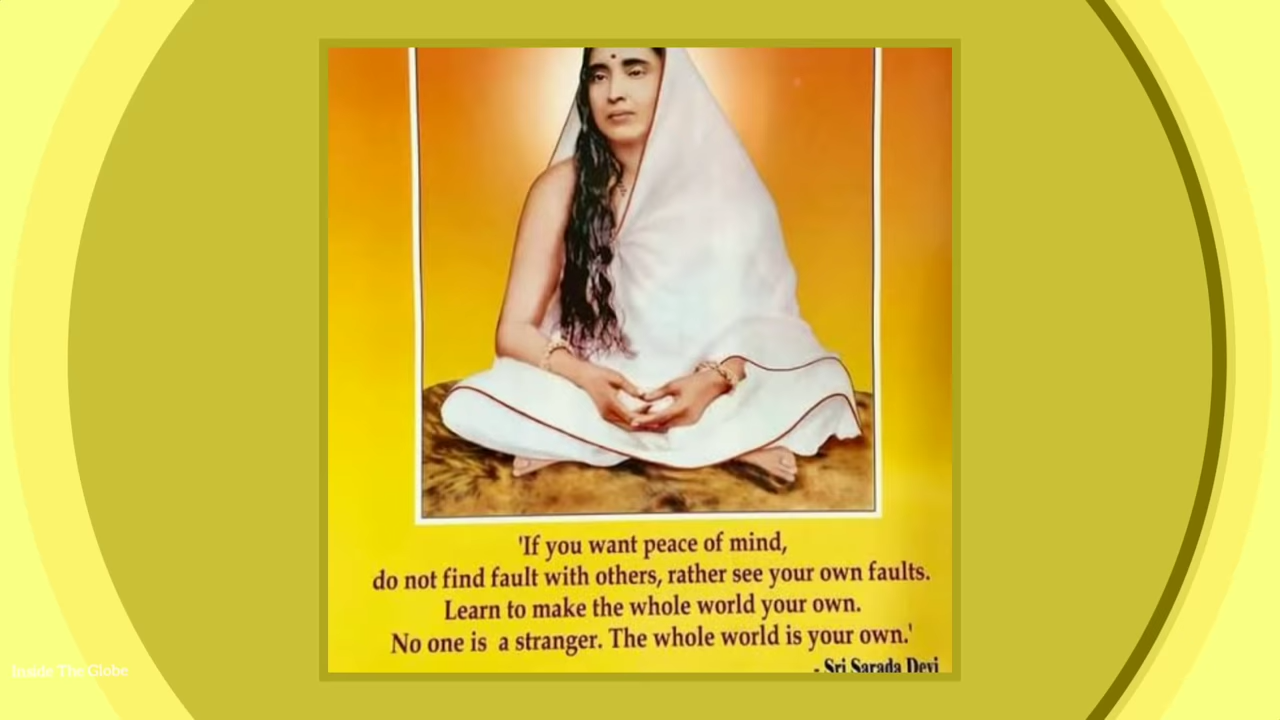 'If you want peace of mind,
do not find fault with others, rather see your own faults.
Learn to make the whole world your own.
No one is a stranger. The whole world is your own.'
- Sri Sarada Devi
Inside The Globe